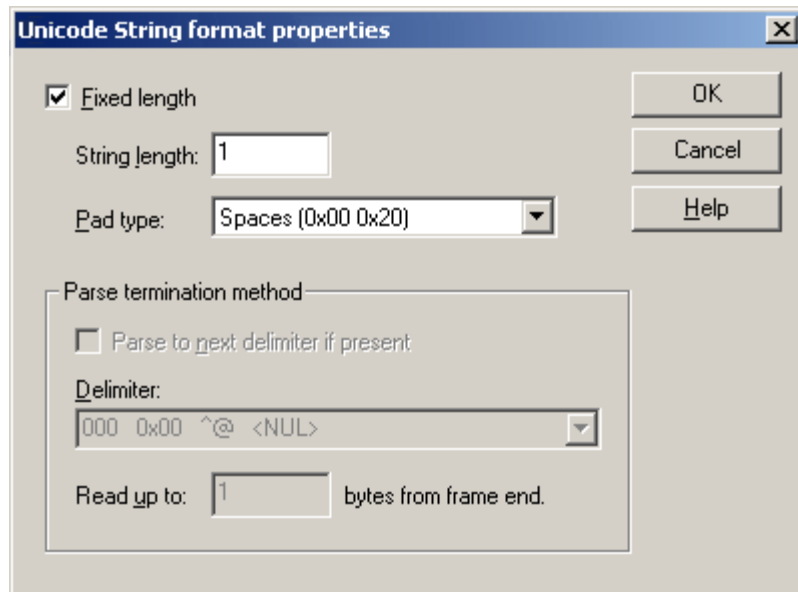 Unicode String format properties
Fixed length
OK
String length: 1
Cancel
Pad type: Spaces (0x00 0x20)
Help
Parse termination method
Parse to next delimiter if present
Delimiter:
000 0x00 ^@ <NUL>
Read up to: 1 bytes from frame end.